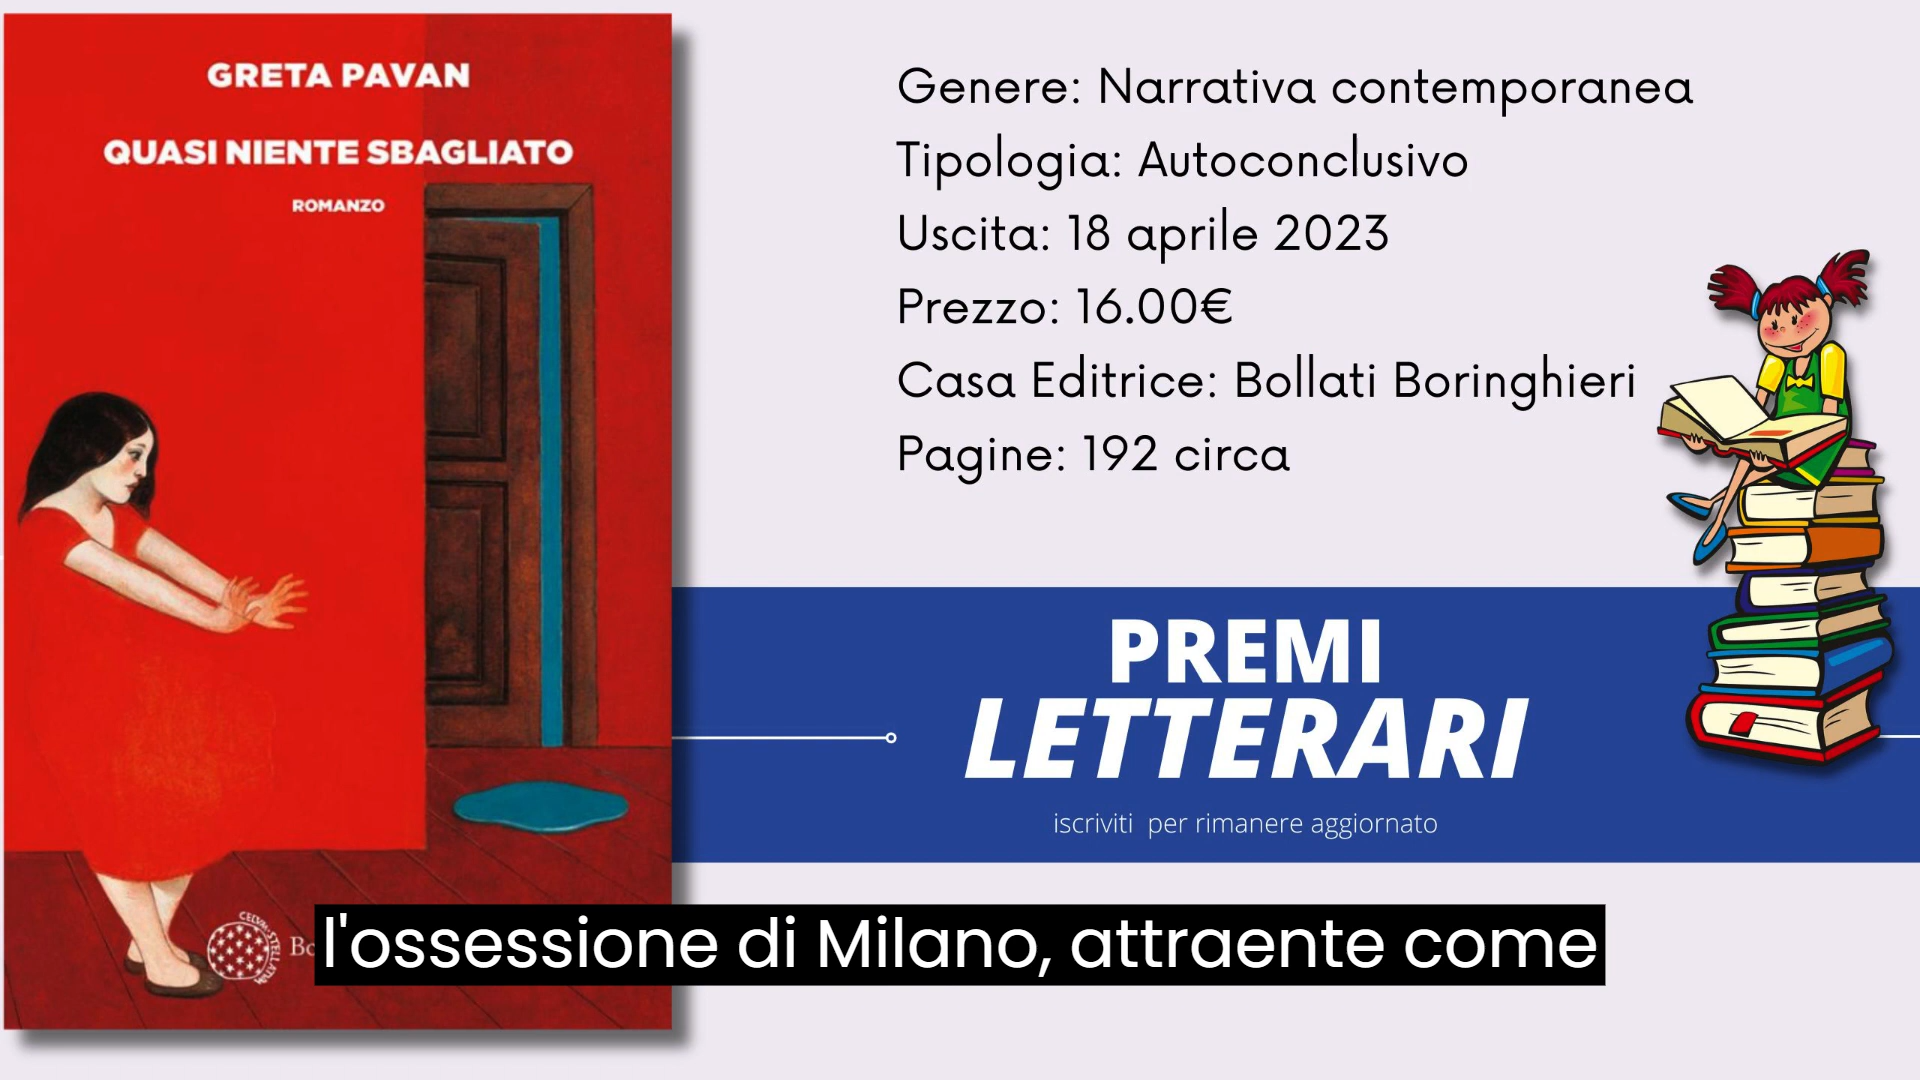 GRETA PAVAN
QUASI NIENTE SBAGLIATO
ROMANZO
Genere: Narrativa contemporanea
Tipologia: Autoconclusivo
Uscita: 18 aprile 2023
Prezzo: 16.00€
Casa Editrice: Bollati Boringhieri
Pagine: 192 circa
PREMI
LETTERARI
iscriviti per rimanere aggiornato
l'ossessione di Milano, attraente come